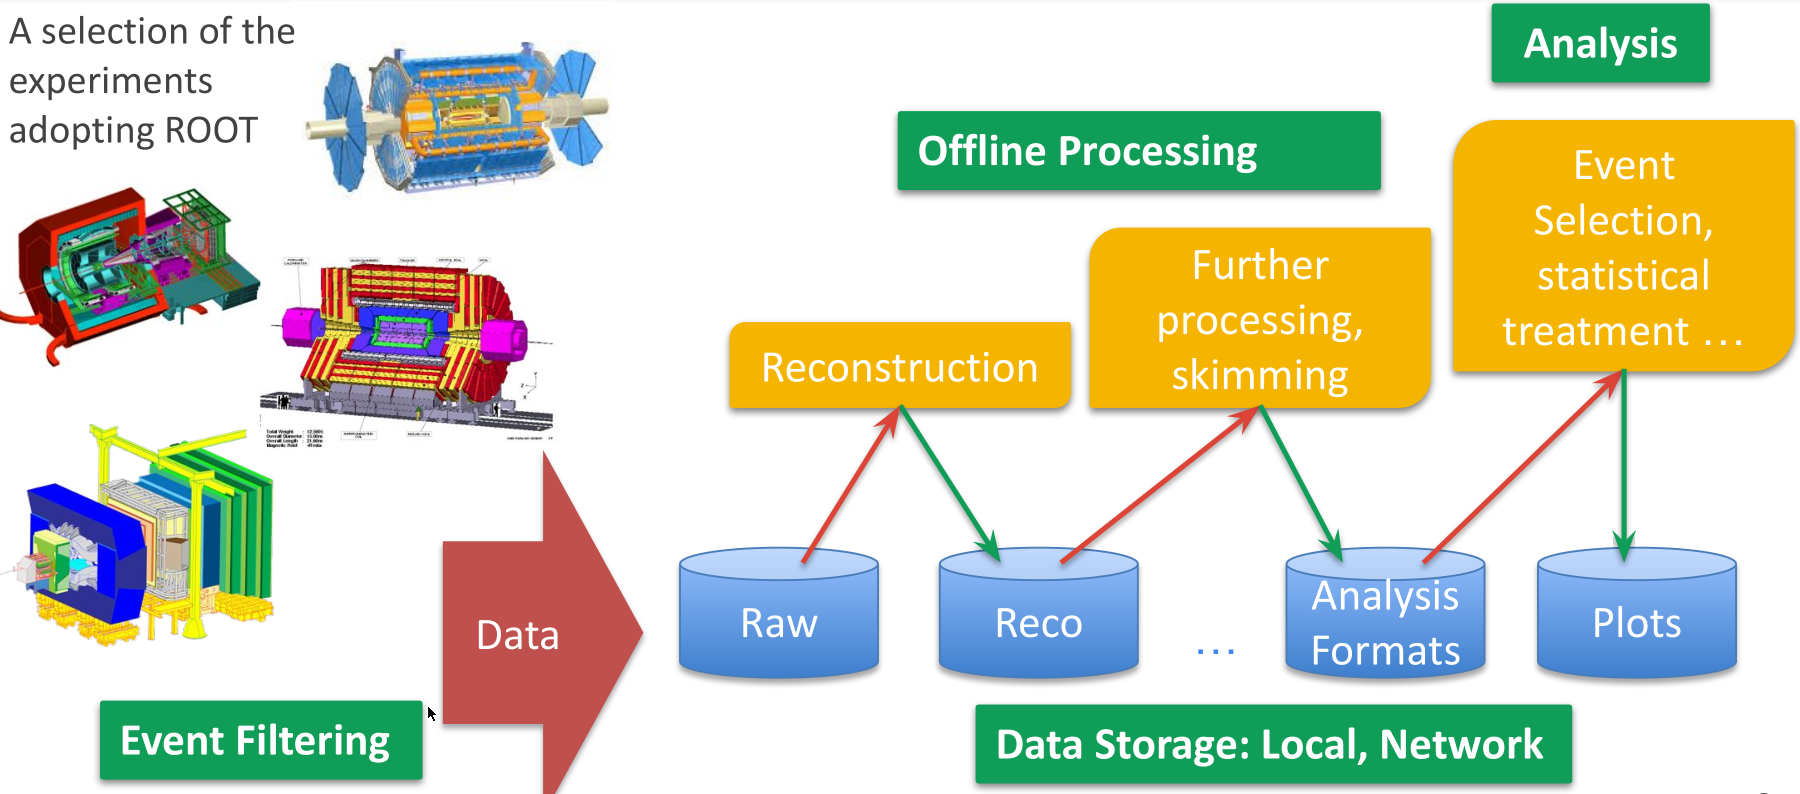 A selection of the
experiments
adopting ROOT
Event Filtering
Data
Analysis
Offline Processing
Reconstruction
Further
processing,
skimming
Event
Selection,
statistical
treatment ...
Raw
Reco
...
Analysis
Formats
Plots
Data Storage: Local, Network